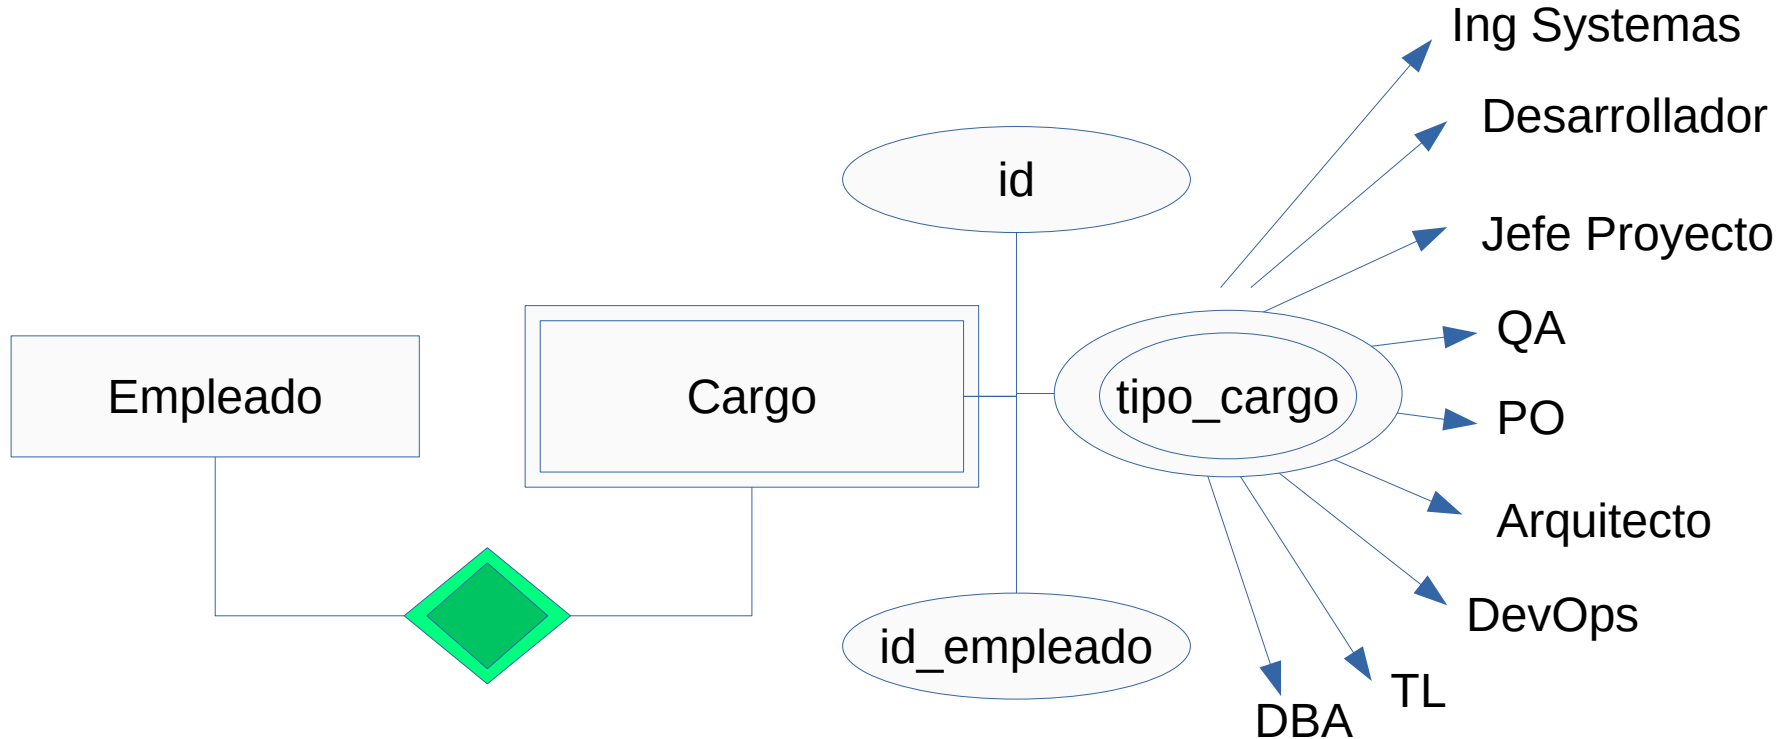 Ing Systemas
Desarrollador
id
Jefe Proyecto
QA
Empleado
Cargo
tipo_cargo
PO
Arquitecto
DevOps
id_empleado
TL
DBA